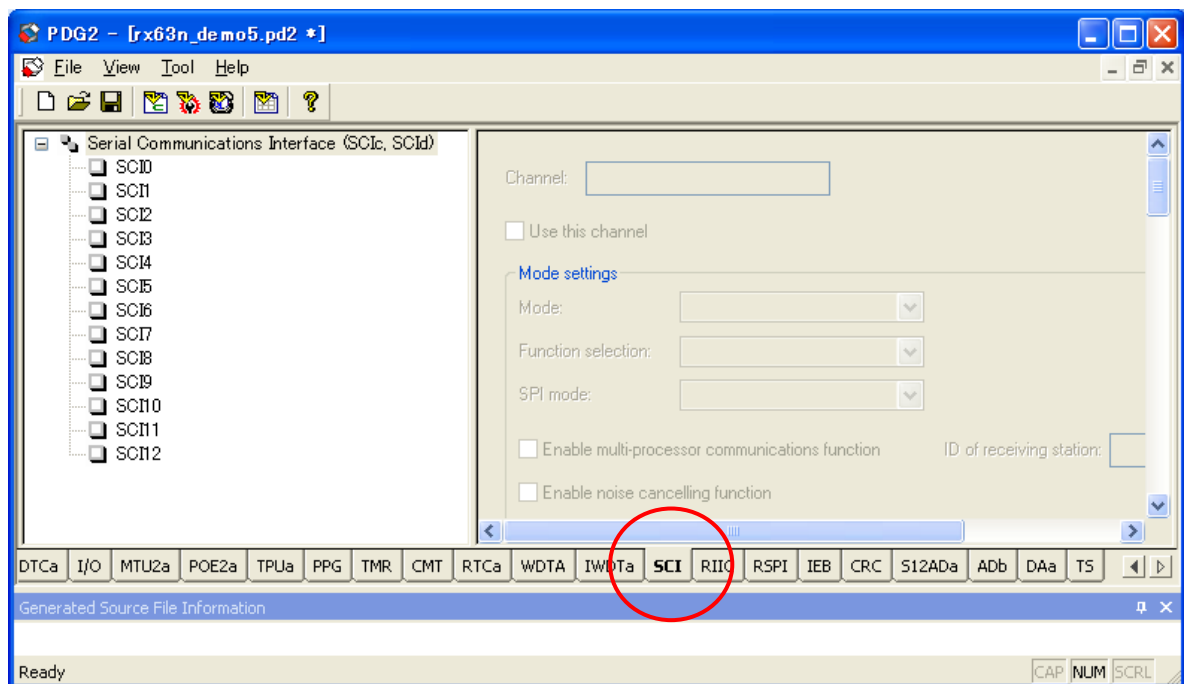 PDG2 - [rx63n_demo5.pd2 *]
File View Tool Help
Serial Communications Interface (SCIc, SCId)
SCI0
SCI1
SCI2
SCI3
SCI4
SCI5
SCI6
SCI7
SCI8
SCI9
SCI10
SCI11
SCI12
Channel:
Use this channel
Mode settings
Mode:
Function selection:
SPI mode:
Enable multi-processor communications function ID of receiving station:
Enable noise cancelling function
DTCa I/O MTU2a POE2a TPUa PPG TMR CMT RTCa WDTA IWDTa SCI RIIC RSPI IEB CRC S12ADa ADb DAa TS
Generated Source File Information
Ready CAP NUM SCRL